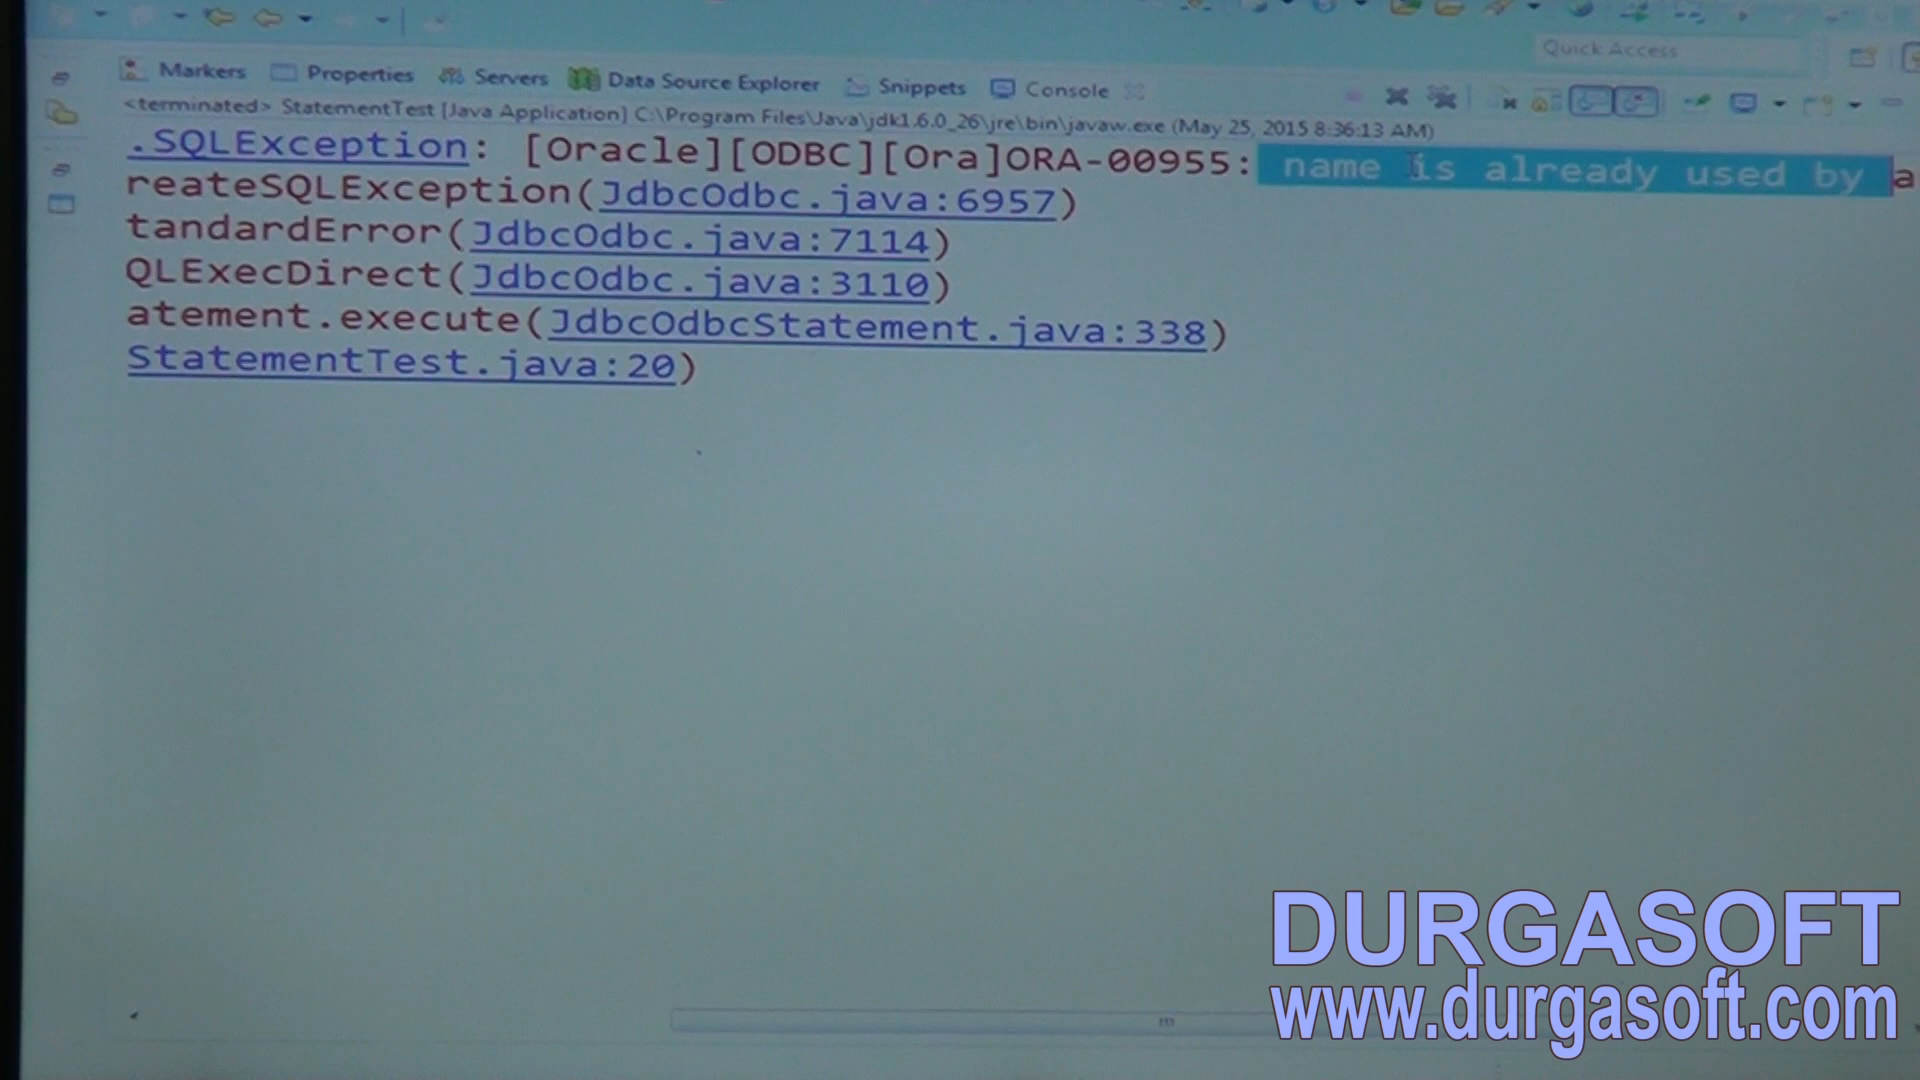 Quick Access
Markers Properties Servers Data Source Explorer Snippets Console
<terminated> StatementTest [Java Application] C:\Program Files\Java\jdk1.6.0_26\jre\bin\javaw.exe (May 25, 2015 8:36:13 AM)
.SQLException: [Oracle][ODBC][Ora]ORA-00955: name is already used by a
reateSQLException(JdbcOdbc.java:6957)
tandardError(JdbcOdbc.java:7114)
QLExecDirect(JdbcOdbc.java:3110)
atement.execute(JdbcOdbcStatement.java:338)
StatementTest.java:20)
DURGASOFT
www.durgasoft.com